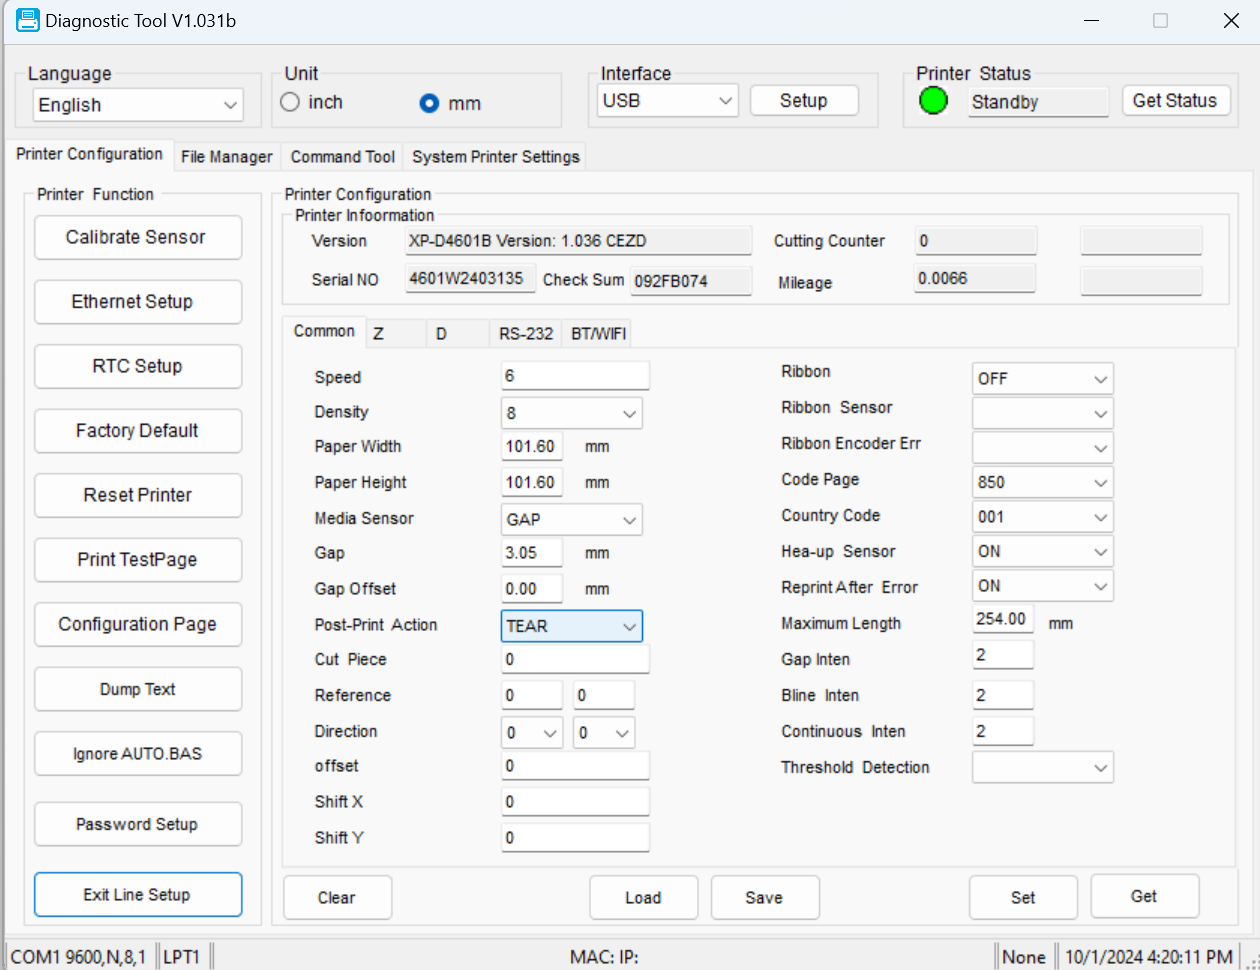 Diagnostic Tool V1.031b
Language
English
Unit
inch
mm
Interface
USB
Setup
Printer Status
Standby
Get Status
Printer Configuration
File Manager
Command Tool
System Printer Settings
Printer Function
Calibrate Sensor
Ethernet Setup
RTC Setup
Factory Default
Reset Printer
Print TestPage
Configuration Page
Dump Text
Ignore AUTO.BAS
Password Setup
Exit Line Setup
Printer Configuration
Printer Infoormation
Version
XP-D4601B Version: 1.036 CEZD
Cutting Counter
0
Serial NO
4601W2403135
Check Sum
092FB074
Mileage
0.0066
Common
Z
D
RS-232
BT/WIFI
Speed
6
Density
8
Paper Width
101.60
mm
Paper Height
101.60
mm
Media Sensor
GAP
Gap
3.05
mm
Gap Offset
0.00
mm
Post-Print Action
TEAR
Cut Piece
0
Reference
0
0
Direction
0
0
offset
0
Shift X
0
Shift Y
0
Ribbon
OFF
Ribbon Sensor
Ribbon Encoder Err
Code Page
850
Country Code
001
Hea-up Sensor
ON
Reprint After Error
ON
Maximum Length
254.00
mm
Gap Inten
2
Bline Inten
2
Continuous Inten
2
Threshold Detection
Clear
Load
Save
Set
Get
COM1 9600,N,8,1
LPT1
MAC: IP:
None
10/1/2024 4:20:11 PM